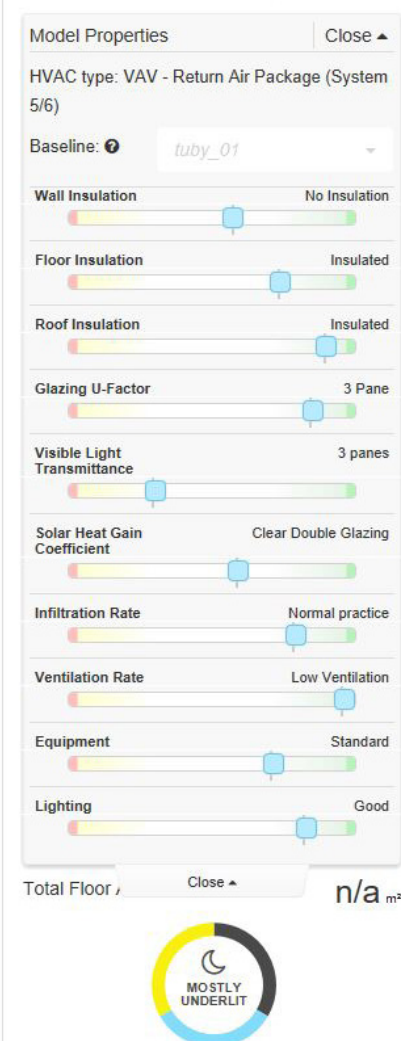 Model Properties Close
HVAC type: VAV - Return Air Package (System
5/6)
Baseline: ? tuby_01
Wall Insulation No Insulation
Floor Insulation Insulated
Roof Insulation Insulated
Glazing U-Factor 3 Pane
Visible Light 3 panes
Transmittance
Solar Heat Gain Clear Double Glazing
Coefficient
Infiltration Rate Normal practice
Ventilation Rate Low Ventilation
Equipment Standard
Lighting Good
Close
Total Floor n/a m²
MOSTLY
UNDERLIT